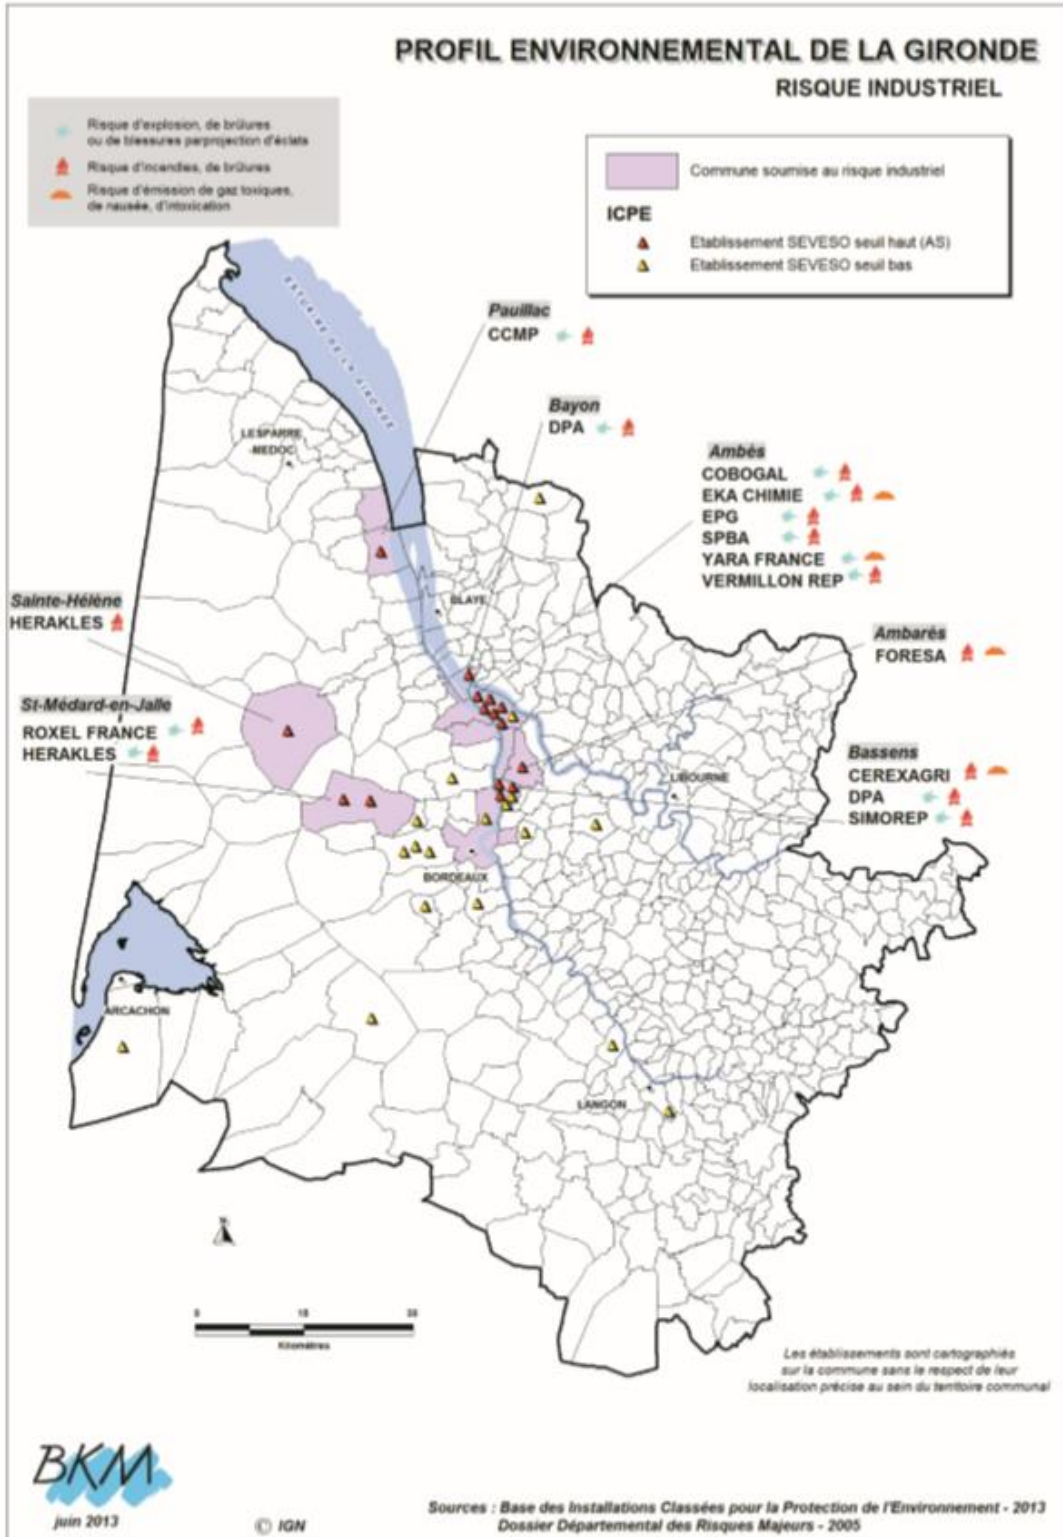 PROFIL ENVIRONNEMENTAL DE LA GIRONDE
RISQUE INDUSTRIEL
Risque d'explosion, de brûlures
ou de blessures parprojection d'éclats
Risque d'incendies, de brûlures
Risque d'émission de gaz toxiques,
de nausée, d'intoxication
Commune soumise au risque industriel
ICPE
Etablissement SEVESO seuil haut (AS)
Etablissement SEVESO seuil bas
ESTUAIRE DE LA GIRONDE
Pauillac
CCMP
Bayon
DPA
LESPARRE
-MEDOC
Ambès
COBOGAL
EKA CHIMIE
EPG
SPBA
YARA FRANCE
VERMILLON REP
BLAYE
Sainte-Hélène
HERAKLES
Ambarès
FORESA
St-Médard-en-Jalle
ROXEL FRANCE
HERAKLES
Bassens
CEREXAGRI
DPA
SIMOREP
LIBOURNE
BORDEAUX
ARCACHON
LANGON
0
Kilomètres
Les établissements sont cartographiés
sur la commune sans le respect de leur
localisation précise au sein du territoire communal
BKM
juin 2013
© IGN
Sources : Base des Installations Classées pour la Protection de l'Environnement - 2013
Dossier Départemental des Risques Majeurs - 2005